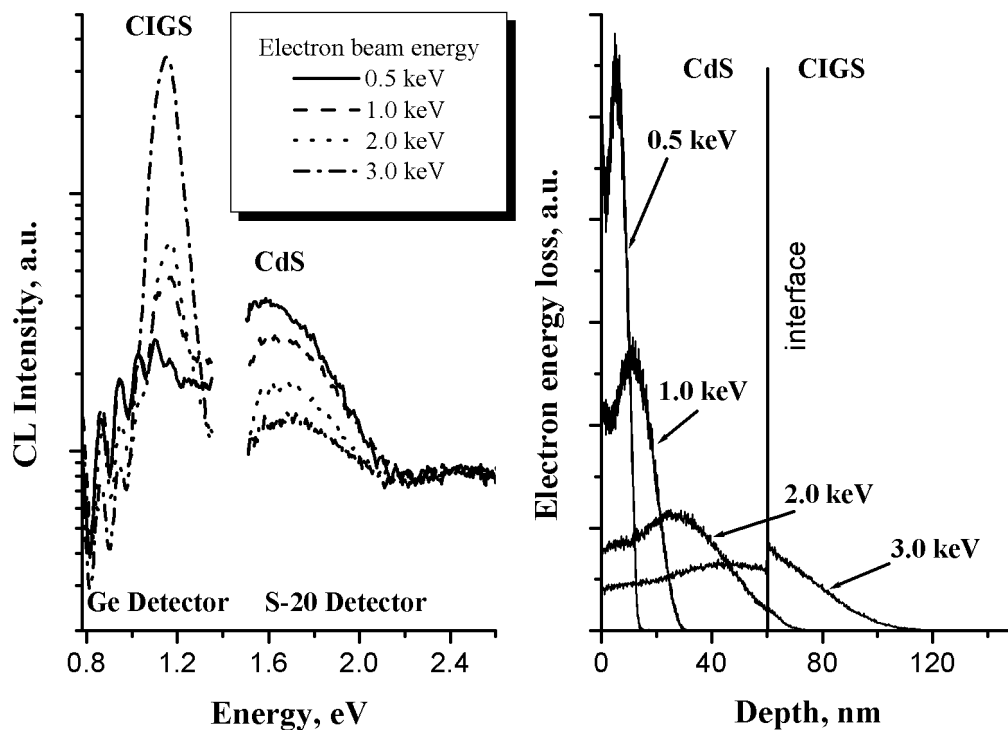 CIGS
Electron beam energy
0.5 keV
1.0 keV
2.0 keV
3.0 keV
CdS
CL Intensity, a.u.
Ge Detector
S-20 Detector
0.8 1.2 1.6 2.0 2.4
Energy, eV
CdS
CIGS
0.5 keV
interface
1.0 keV
2.0 keV
3.0 keV
Electron energy loss, a.u.
0 40 80 120
Depth, nm